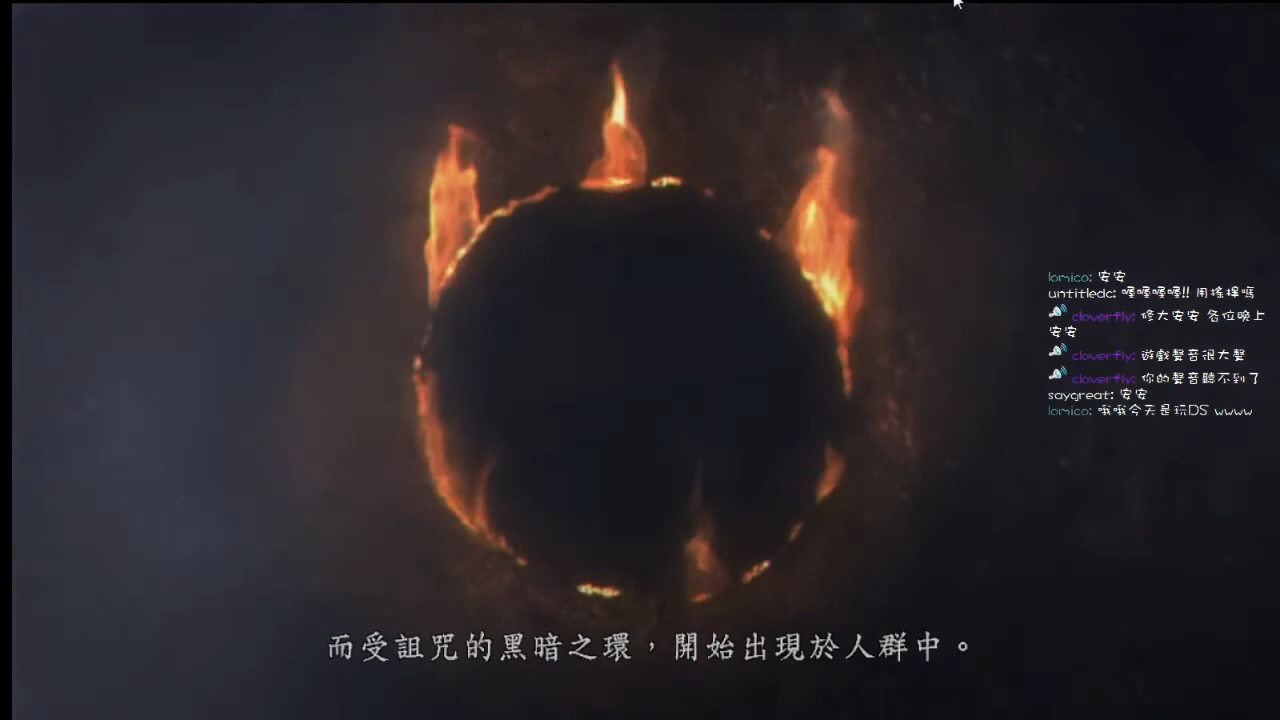 lomico: 安安
untitledc: 喔喔喔喔!! 用搖桿嗎
cloverfly: 修大安安 各位晚上
安安
cloverfly: 遊戲聲音很大聲
cloverfly: 你的聲音聽不到了
saygreat: 安安
lomico: 哦哦今天是玩DS wwww
而受詛咒的黑暗之環，開始出現於人群中。